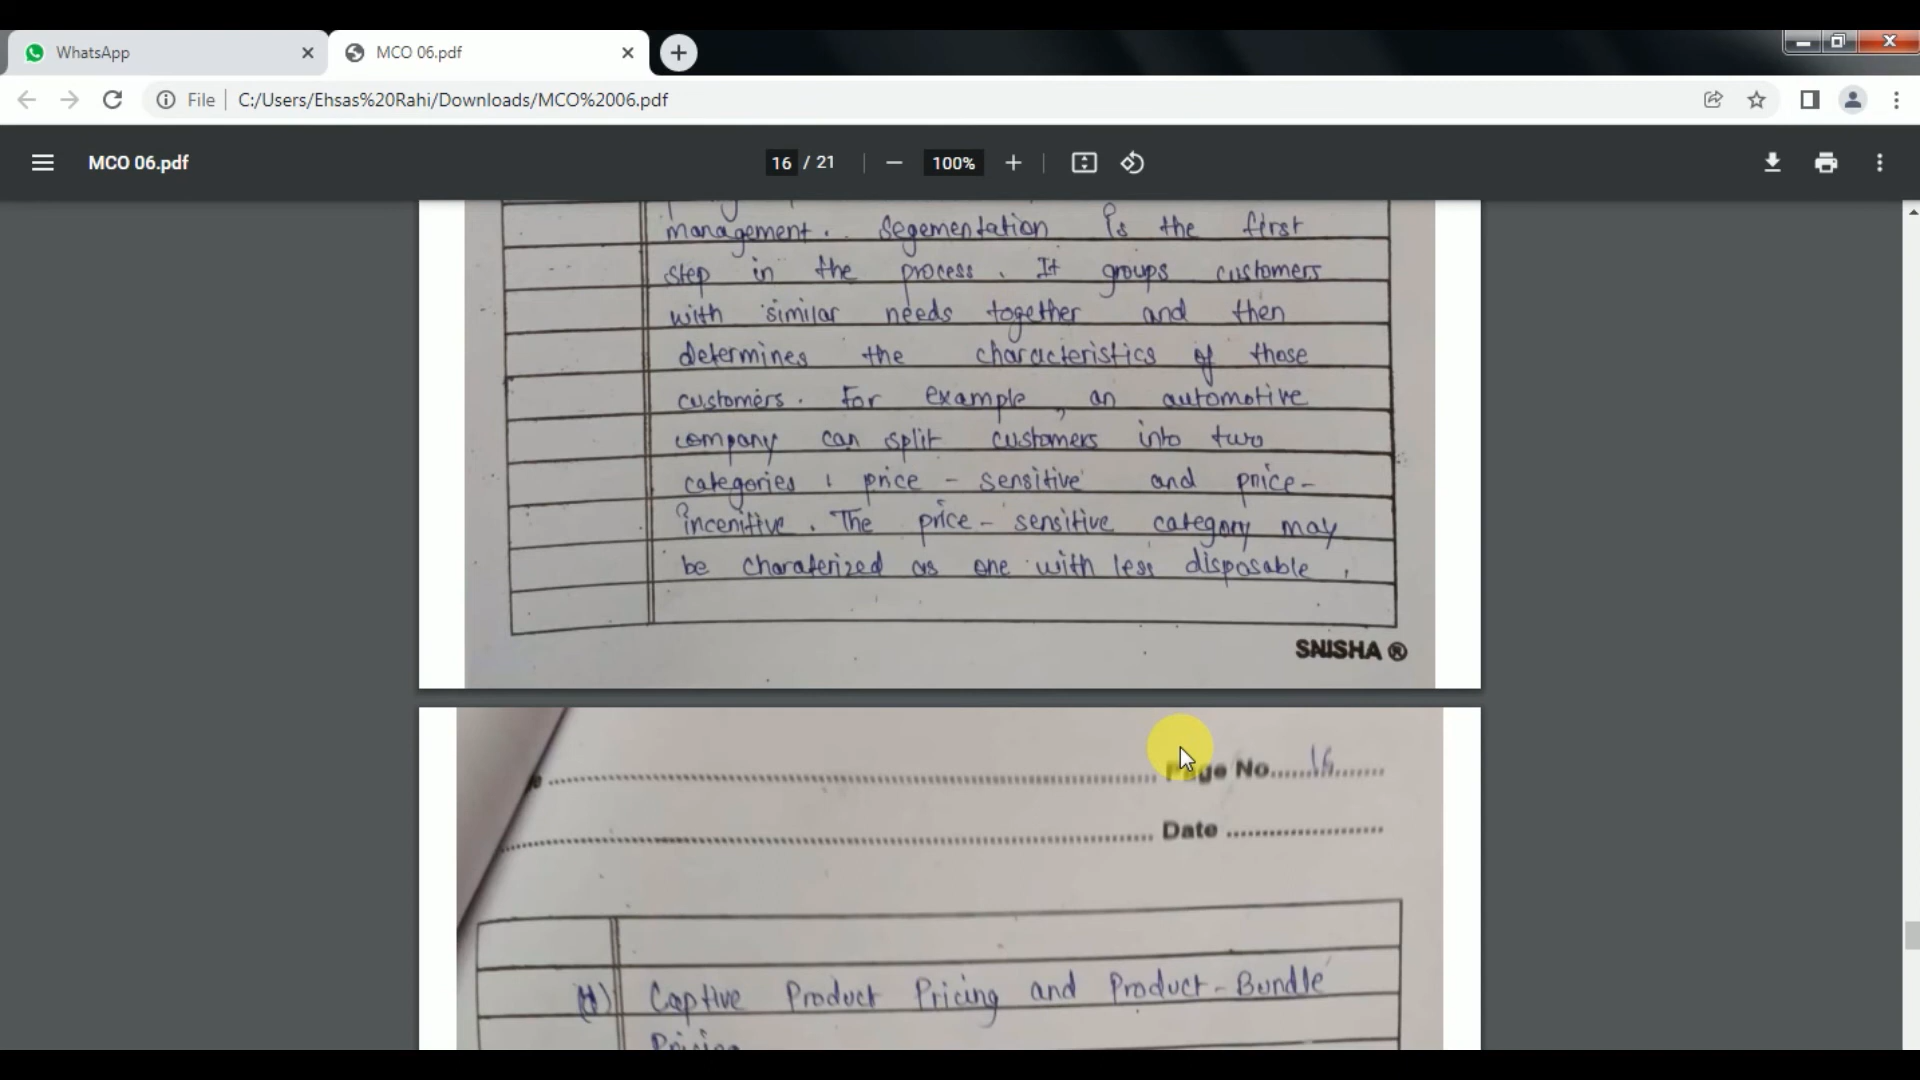 WhatsApp
MCO 06.pdf
File C:/Users/Ehsas%20Rahi/Downloads/MCO%2006.pdf
MCO 06.pdf
16 / 21
100%
management. Segementation is the first
step in the process. It groups customers
with similar needs together and then
determines the characteristics of those
customers. For example, an automotive
company can split customers into two
categories : price - sensitive and price-
incenitive. The price - sensitive category may
be charaterized as one with less disposable.
SNISHA ®
Page No. 16
Date
(d) Captive Product Pricing and Product - Bundle
Pricing